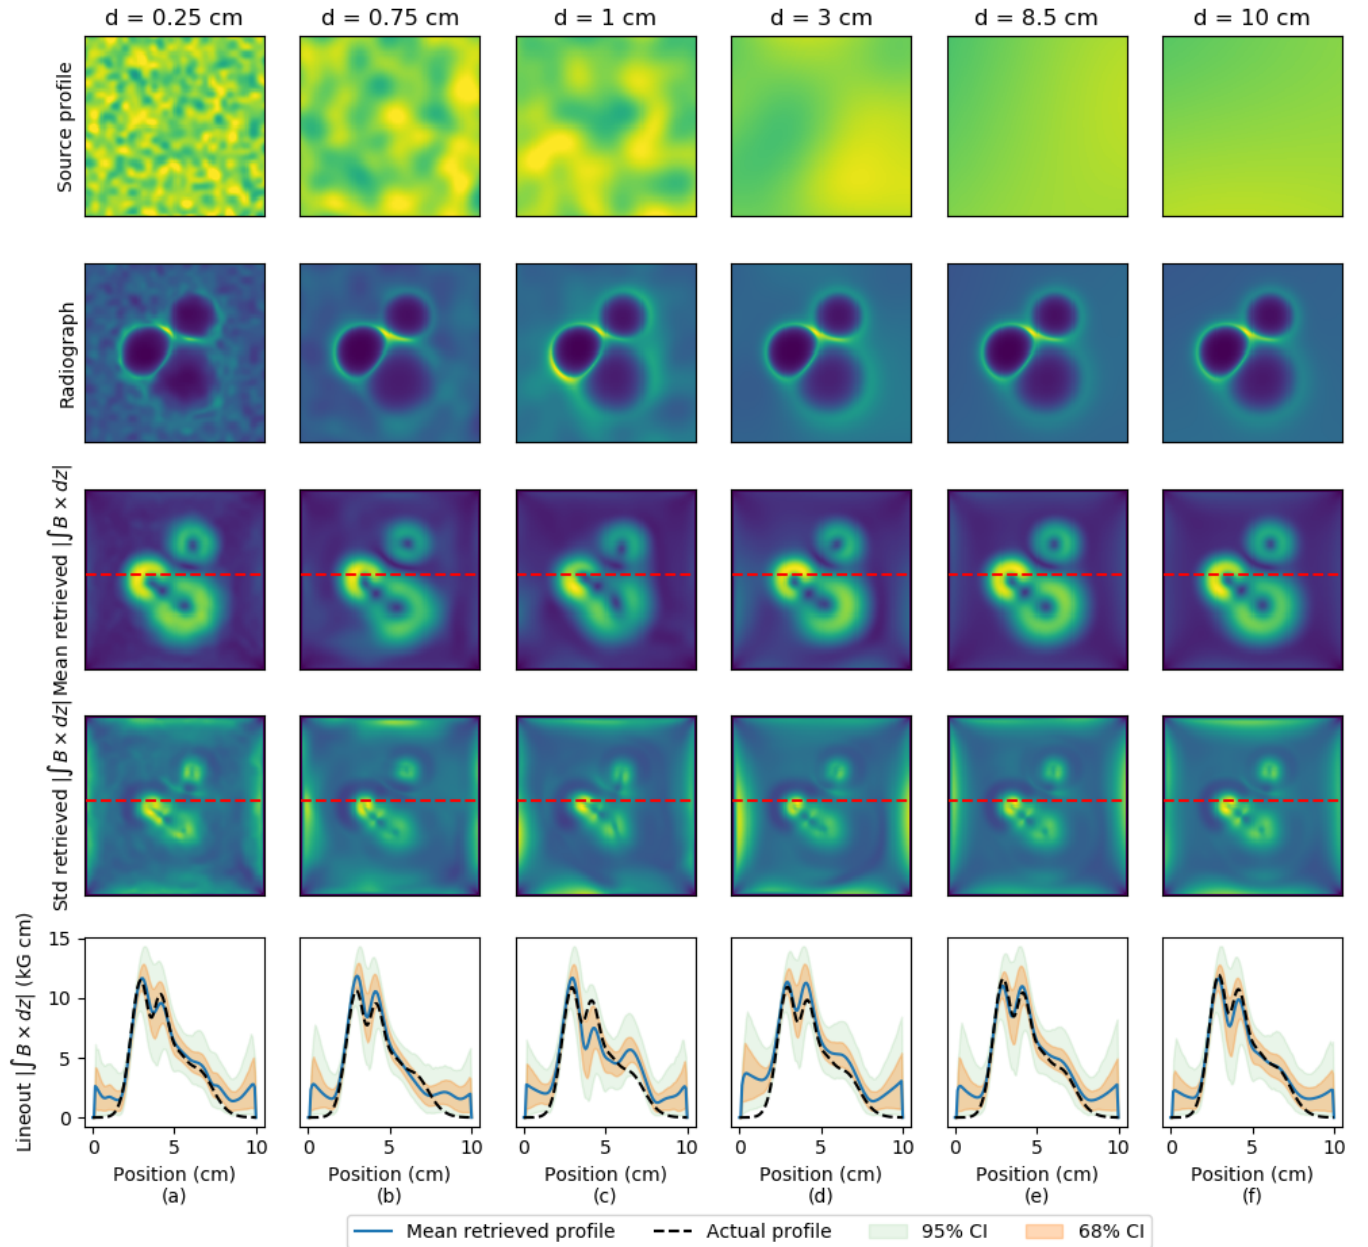 d = 0.25 cm
d = 0.75 cm
d = 1 cm
d = 3 cm
d = 8.5 cm
d = 10 cm
Source profile
Radiograph
Mean retrieved |∫B × dz|
Std retrieved |∫B × dz|
Lineout |∫B × dz| (kG cm)
15
10
5
0
0 5 10
0 5 10
0 5 10
0 5 10
0 5 10
0 5 10
Position (cm)
Position (cm)
Position (cm)
Position (cm)
Position (cm)
Position (cm)
(a)
(b)
(c)
(d)
(e)
(f)
Mean retrieved profile
Actual profile
95% CI
68% CI